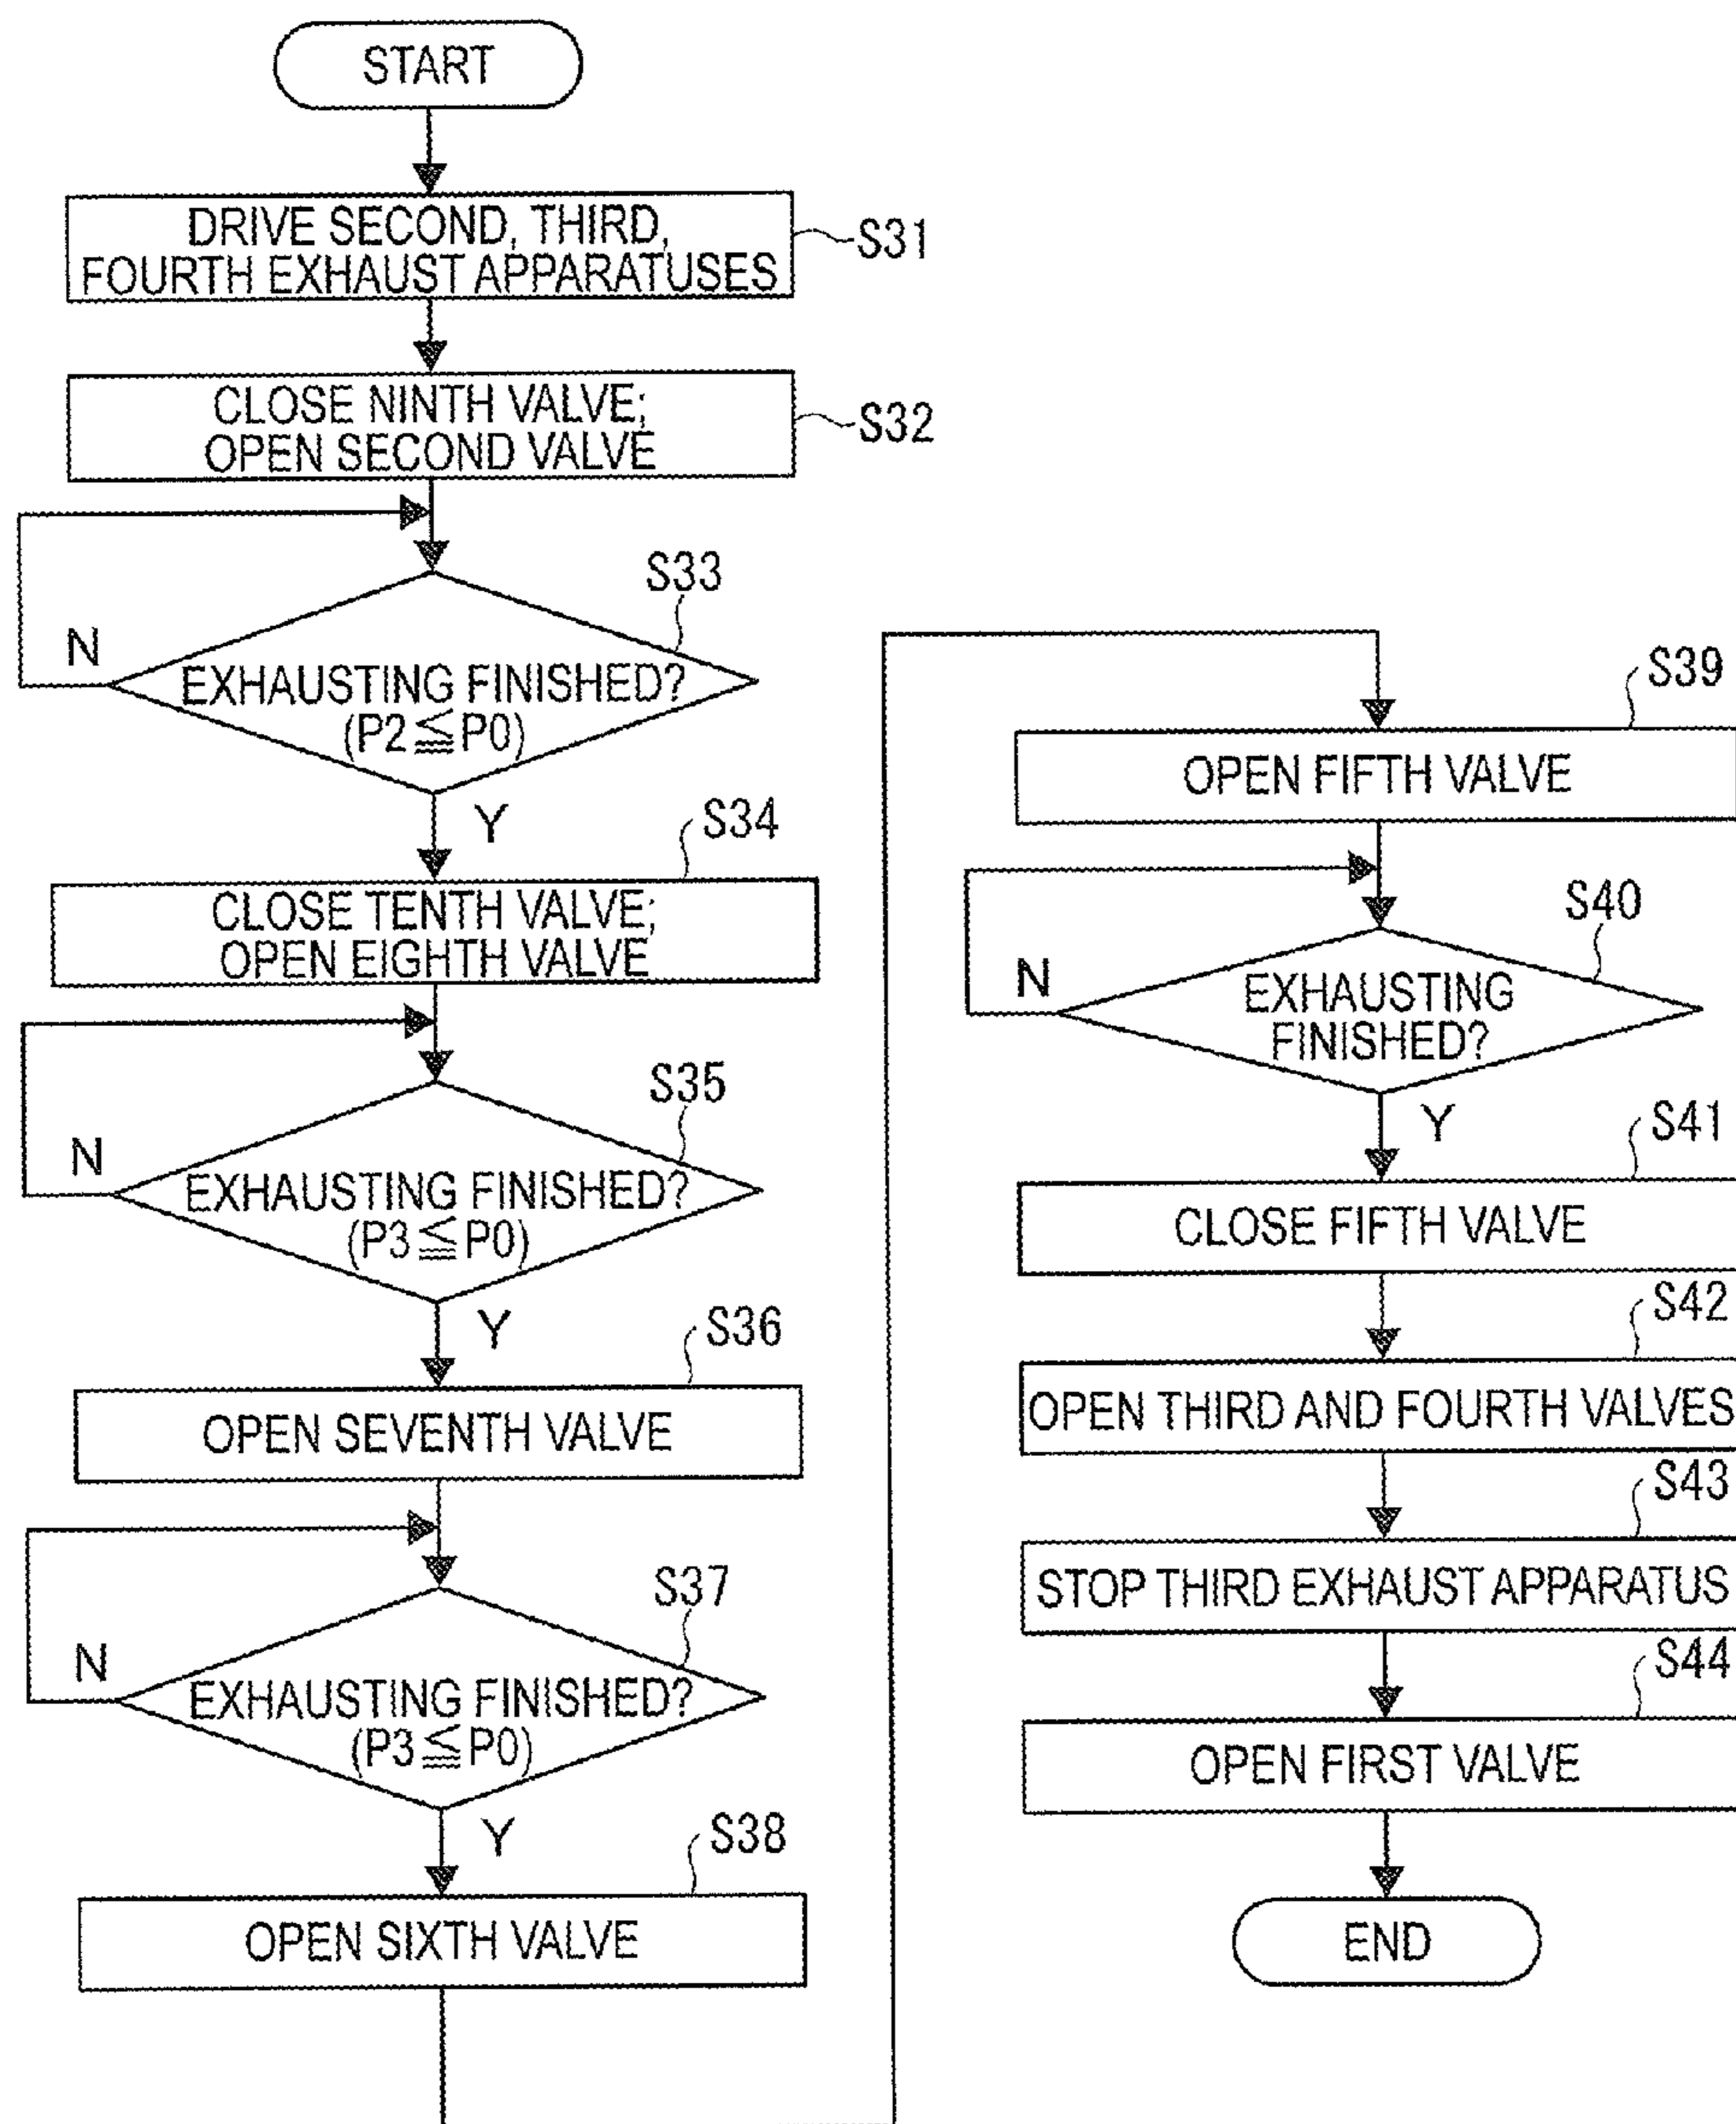 START
DRIVE SECOND, THIRD,
FOURTH EXHAUST APPARATUSES
S31
CLOSE NINTH VALVE;
OPEN SECOND VALVE
S32
S33
N
EXHAUSTING FINISHED?
(P2≦P0)
Y
S34
CLOSE TENTH VALVE;
OPEN EIGHTH VALVE
S35
N
EXHAUSTING FINISHED?
(P3≦P0)
Y
S36
OPEN SEVENTH VALVE
S37
N
EXHAUSTING FINISHED?
(P3≦P0)
Y
S38
OPEN SIXTH VALVE
S39
OPEN FIFTH VALVE
S40
N
EXHAUSTING
FINISHED?
Y
S41
CLOSE FIFTH VALVE
S42
OPEN THIRD AND FOURTH VALVES
S43
STOP THIRD EXHAUST APPARATUS
S44
OPEN FIRST VALVE
END